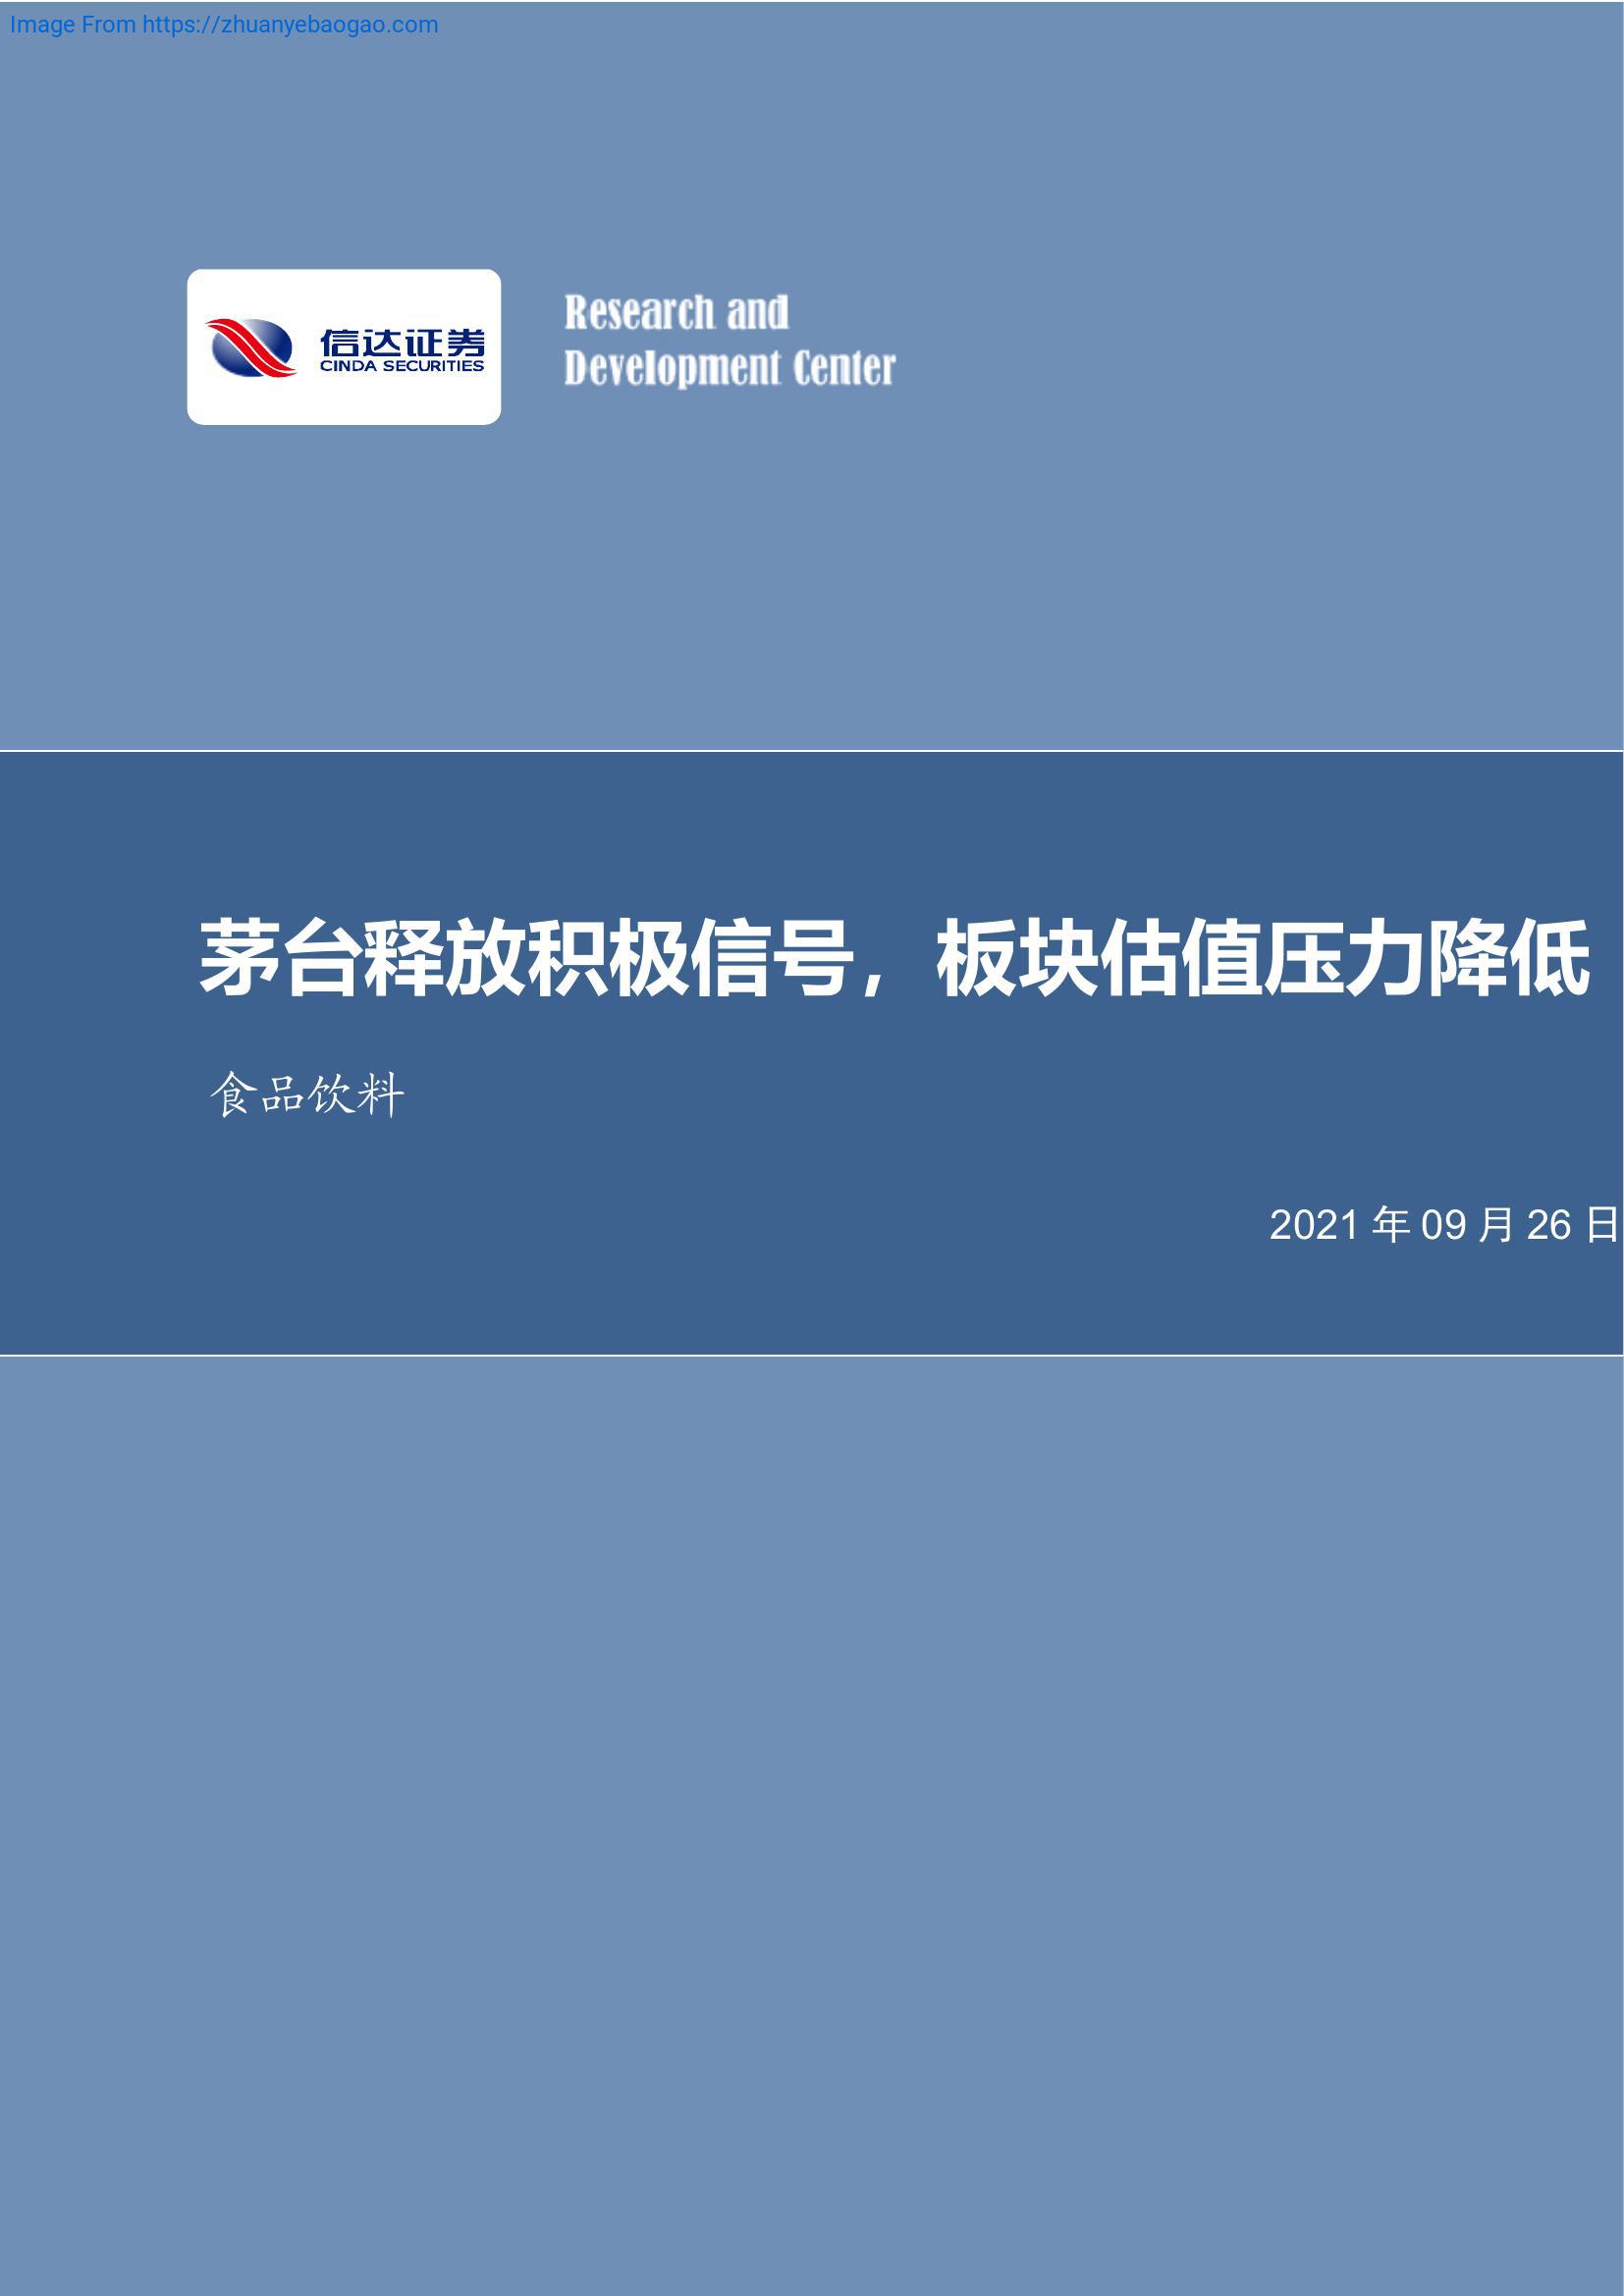 Image From https://zhuanyebaogao.com
信达证券
CINDA SECURITIES
Research and
Development Center
茅台释放积极信号，板块估值压力降低
食品饮料
2021 年 09 月 26 日